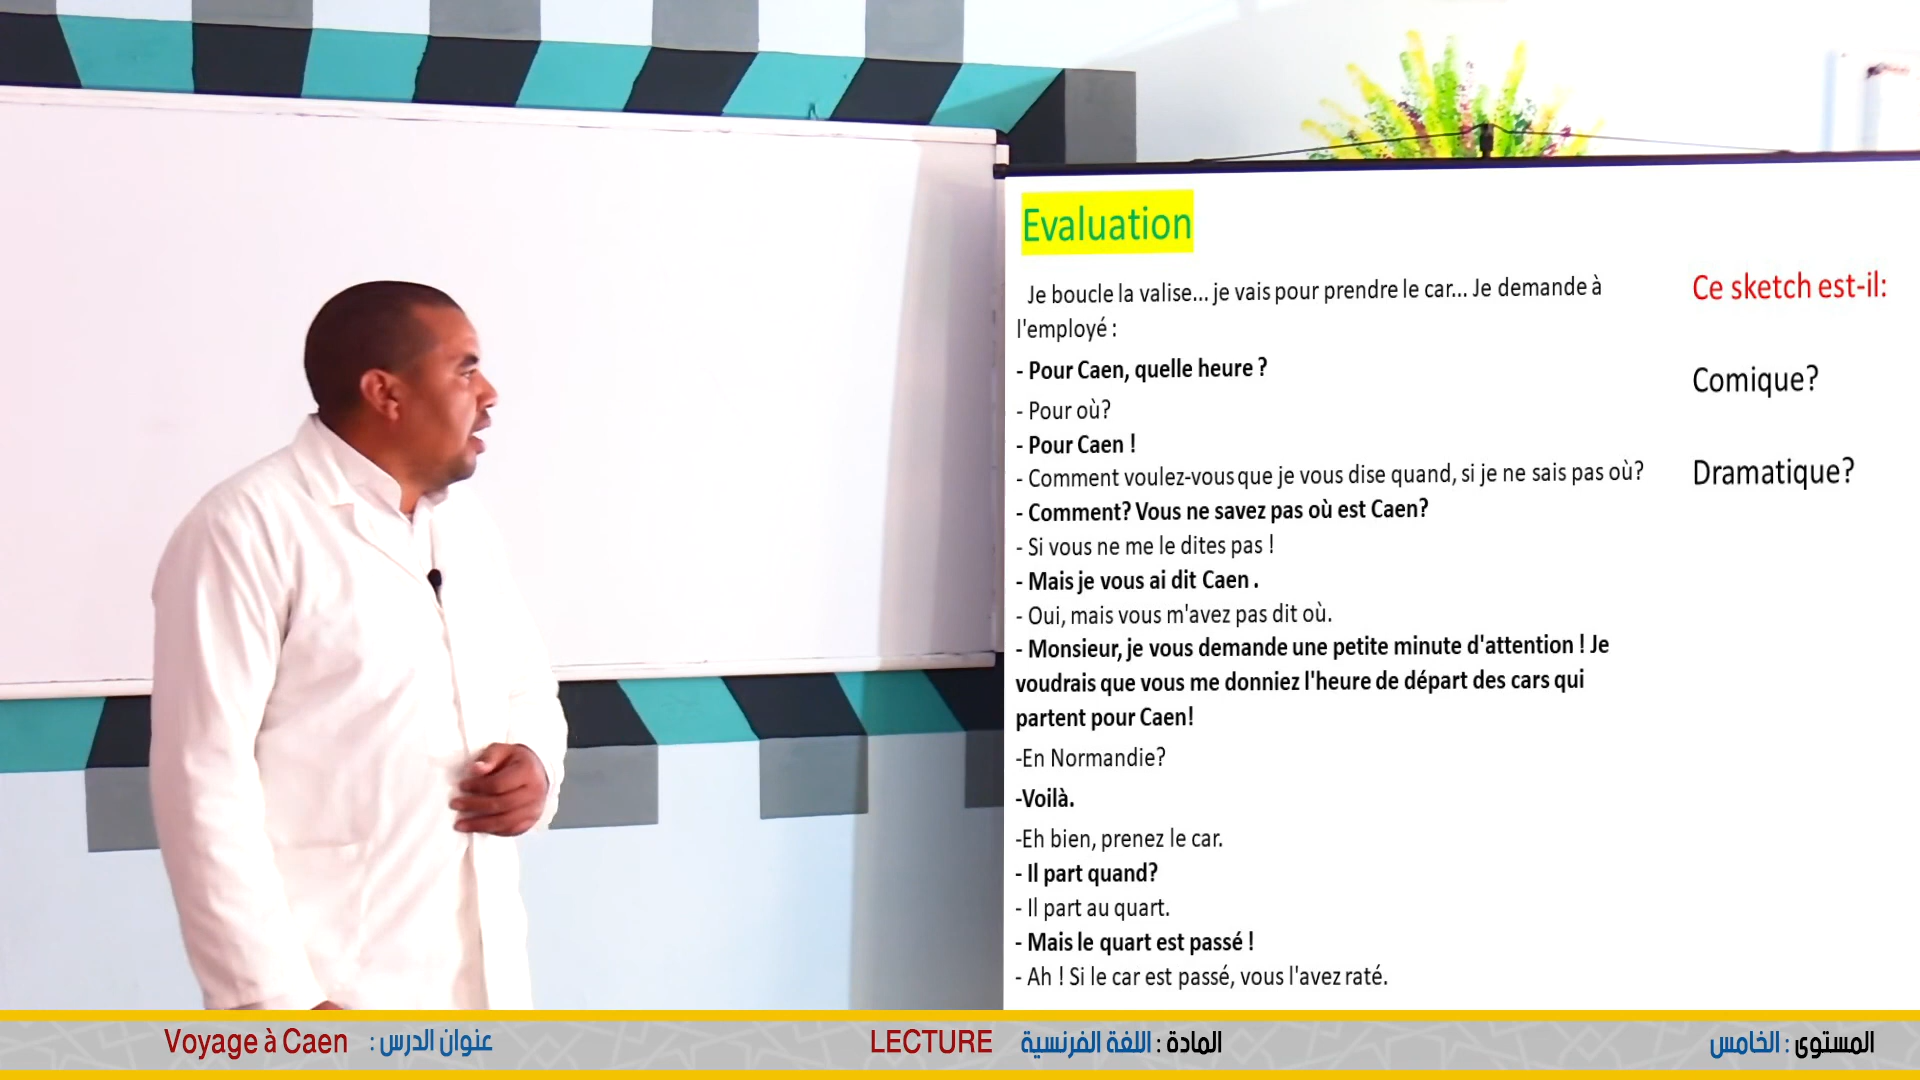 Evaluation
Je boucle la valise... je vais pour prendre le car... Je demande à
l'employé :
- Pour Caen, quelle heure ?
- Pour où?
- Pour Caen !
- Comment voulez-vous que je vous dise quand, si je ne sais pas où?
- Comment? Vous ne savez pas où est Caen?
- Si vous ne me le dites pas !
- Mais je vous ai dit Caen .
- Oui, mais vous m'avez pas dit où.
- Monsieur, je vous demande une petite minute d'attention ! Je
voudrais que vous me donniez l'heure de départ des cars qui
partent pour Caen!
-En Normandie?
-Voilà.
-Eh bien, prenez le car.
- Il part quand?
- Il part au quart.
- Mais le quart est passé !
- Ah ! Si le car est passé, vous l'avez raté.
Ce sketch est-il:
Comique?
Dramatique?
المستوى : الخامس
المادة : اللغة الفرنسية LECTURE
عنوان الدرس : Voyage à Caen